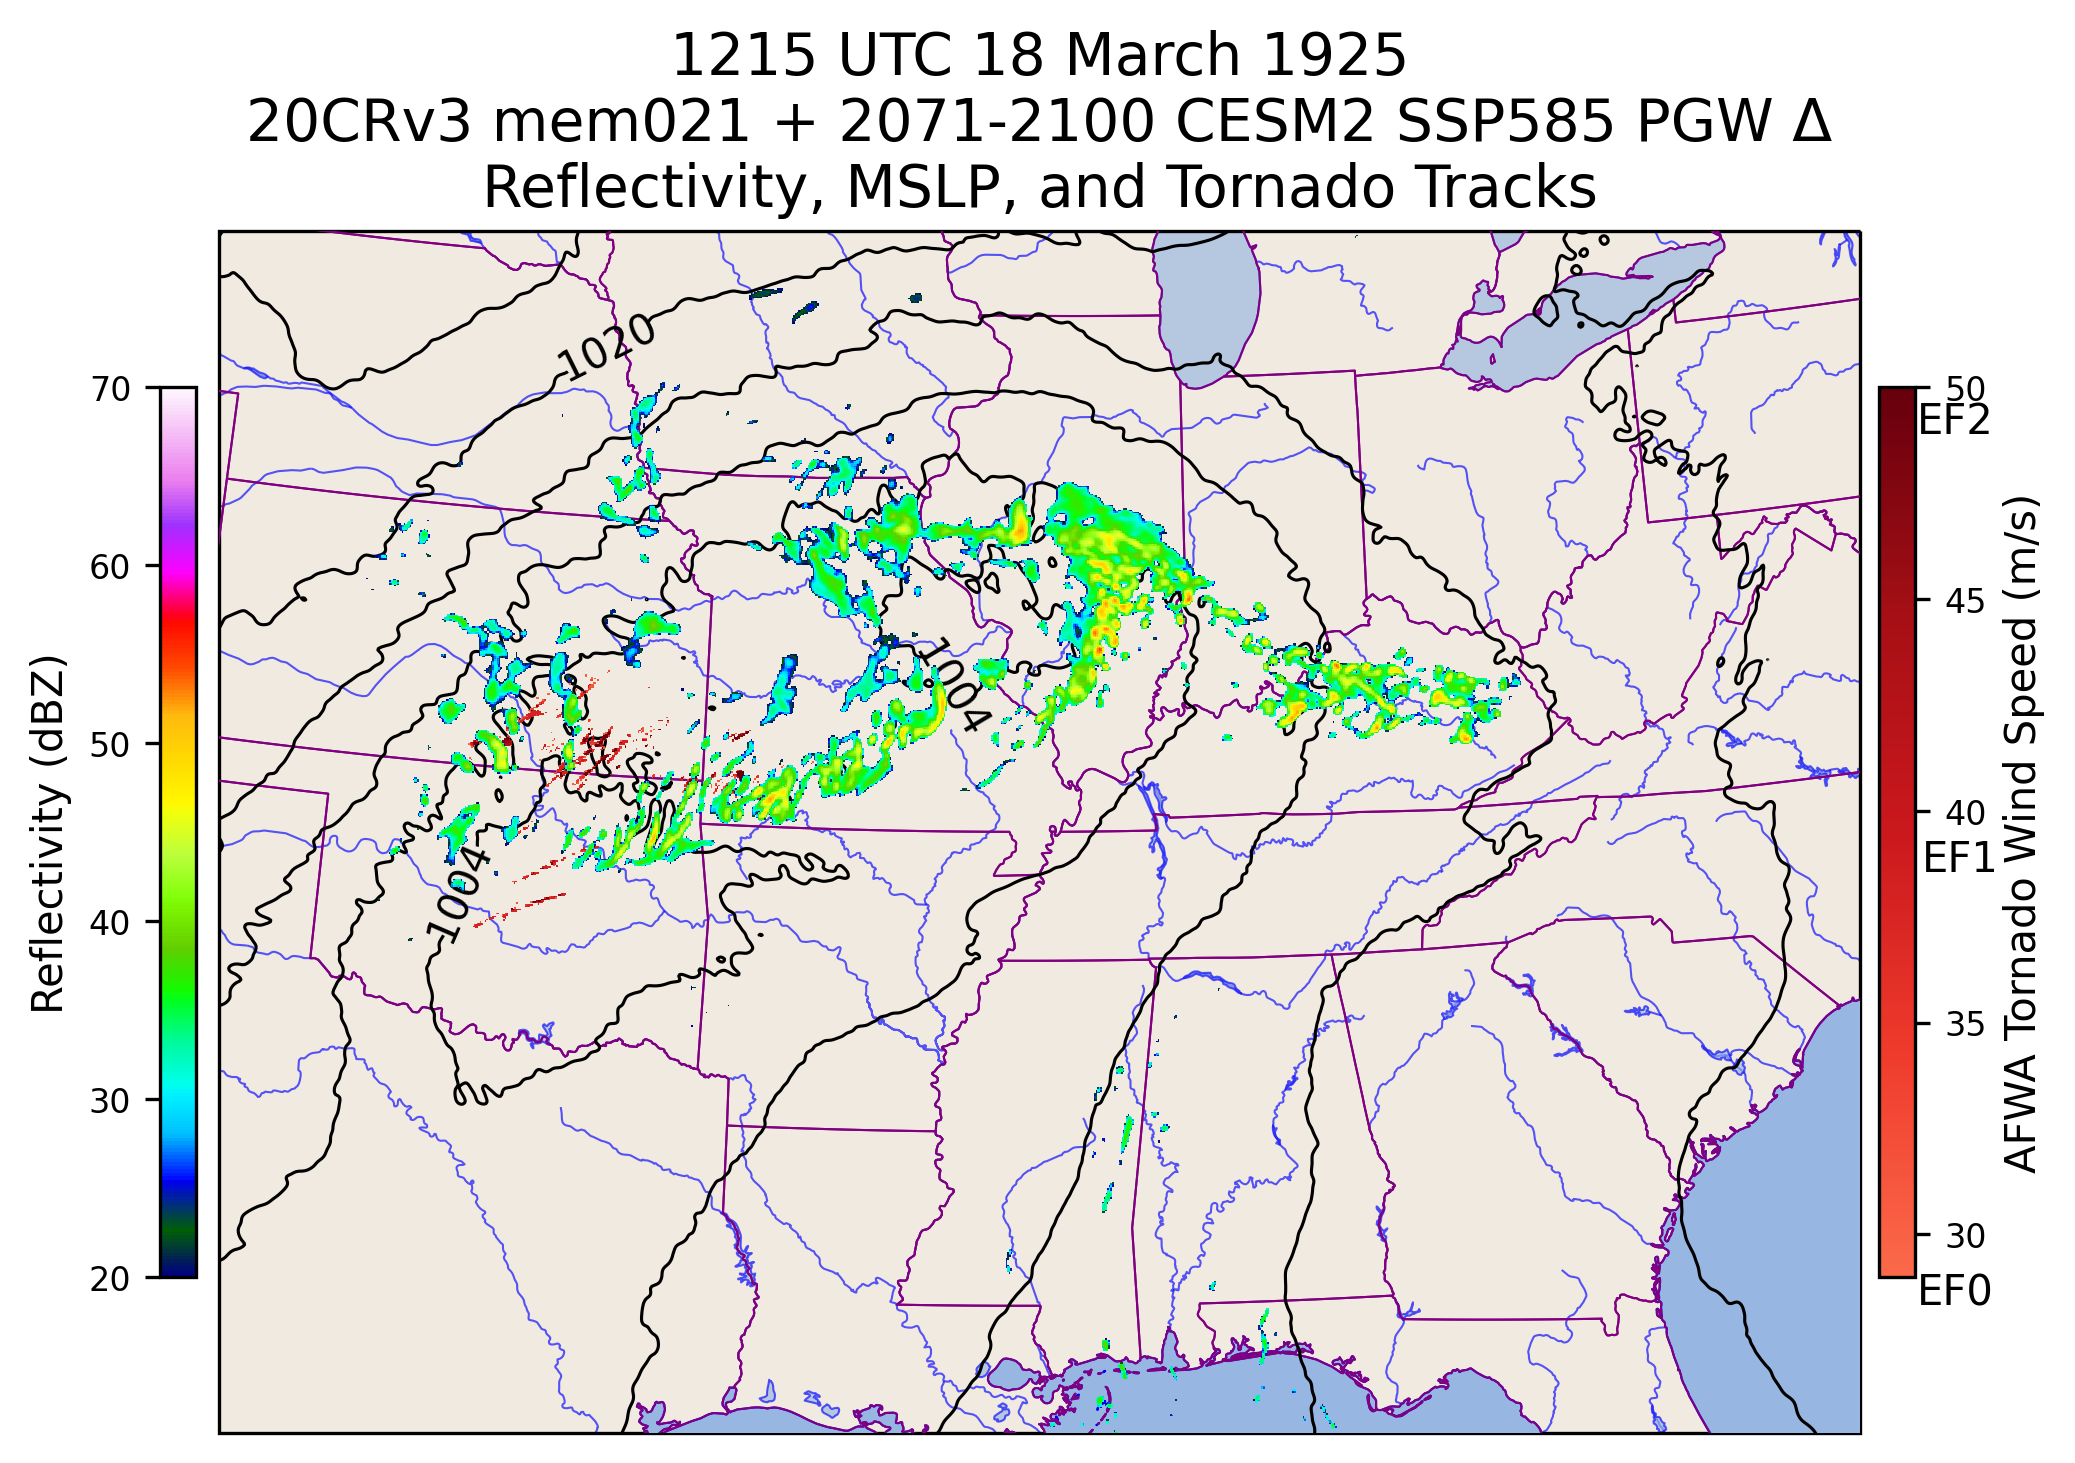 1215 UTC 18 March 1925
20CRv3 mem021 + 2071-2100 CESM2 SSP585 PGW Δ
Reflectivity, MSLP, and Tornado Tracks
1020
1004
1004
70
60
50
40
30
20
Reflectivity (dBZ)
50
EF2
45
40
EF1
35
30
EF0
AFWA Tornado Wind Speed (m/s)